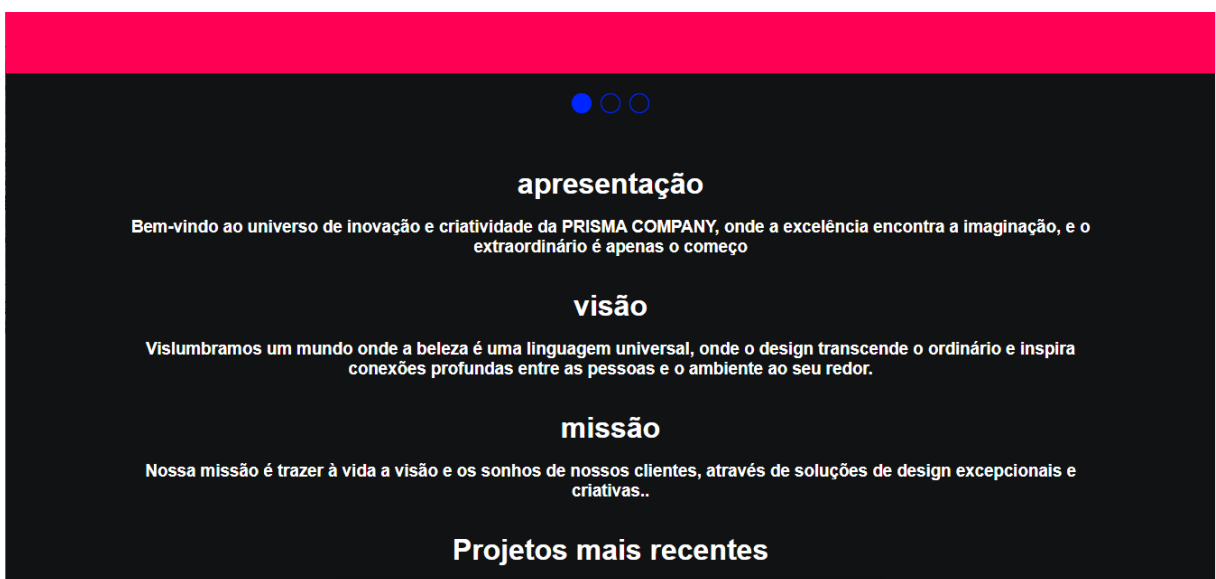 apresentação
Bem-vindo ao universo de inovação e criatividade da PRISMA COMPANY, onde a excelência encontra a imaginação, e o
extraordinário é apenas o começo
visão
Vislumbramos um mundo onde a beleza é uma linguagem universal, onde o design transcende o ordinário e inspira
conexões profundas entre as pessoas e o ambiente ao seu redor.
missão
Nossa missão é trazer à vida a visão e os sonhos de nossos clientes, através de soluções de design excepcionais e
criativas..
Projetos mais recentes